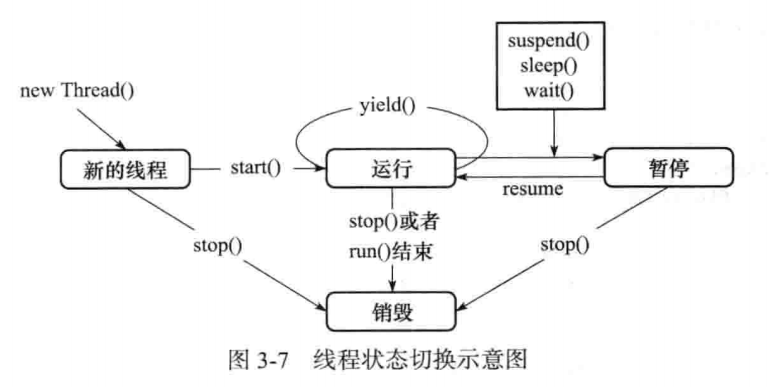 suspend()
sleep()
wait()
new Thread()
yield()
新的线程
start()
运行
暂停
resume
stop()或者
run()结束
stop()
stop()
销毁
图 3-7 线程状态切换示意图